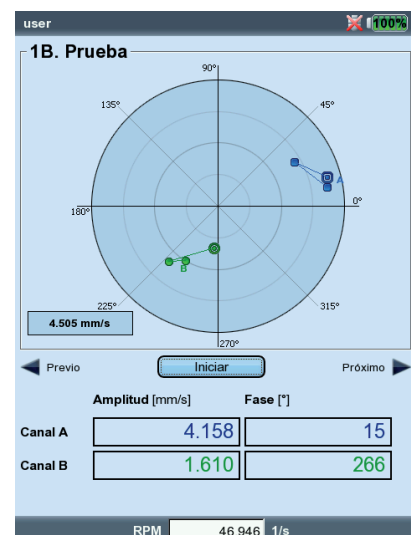 user 100%
1B. Prueba
90°
135° 45°
A
180° 0°
B
225° 315°
4.505 mm/s
270°
Previo Iniciar Próximo
Amplitud [mm/s] Fase [°]
Canal A 4.158 15
Canal B 1.610 266
RPM 46.946 1/s